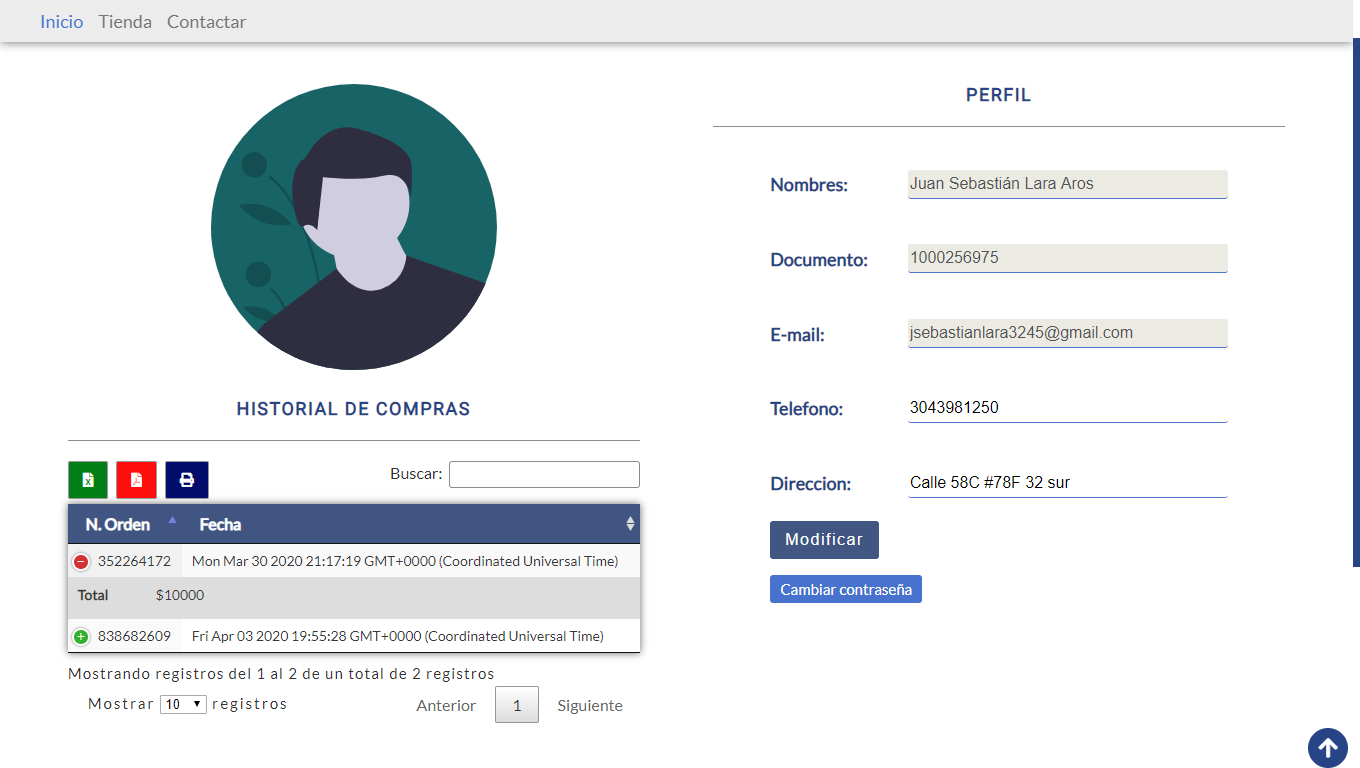 Inicio Tienda Contactar
PERFIL
Nombres: Juan Sebastián Lara Aros
Documento: 1000256975
E-mail: jsebastianlara3245@gmail.com
Telefono: 3043981250
Direccion: Calle 58C #78F 32 sur
Modificar
Cambiar contraseña
HISTORIAL DE COMPRAS
Buscar:
N. Orden Fecha
352264172 Mon Mar 30 2020 21:17:19 GMT+0000 (Coordinated Universal Time)
Total $10000
838682609 Fri Apr 03 2020 19:55:28 GMT+0000 (Coordinated Universal Time)
Mostrando registros del 1 al 2 de un total de 2 registros
Mostrar 10 registros Anterior 1 Siguiente